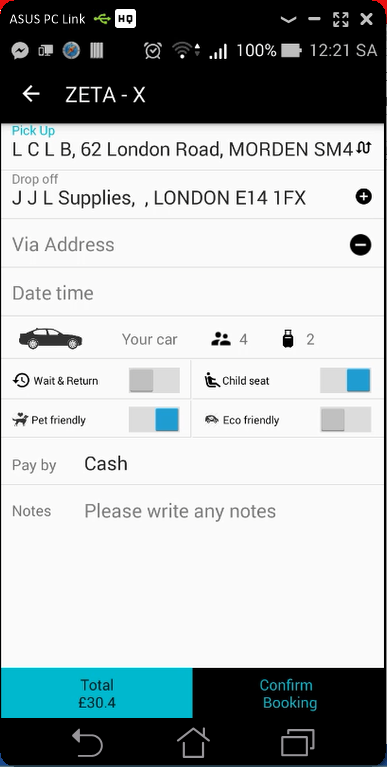 ASUS PC Link HQ
100% 12:21 SA
ZETA - X
Pick Up
L C L B, 62 London Road, MORDEN SM4
Drop off
J J L Supplies, , LONDON E14 1FX
Via Address
Date time
Your car 4 2
Wait & Return Child seat
Pet friendly Eco friendly
Pay by Cash
Notes Please write any notes
Total
£30.4
Confirm
Booking